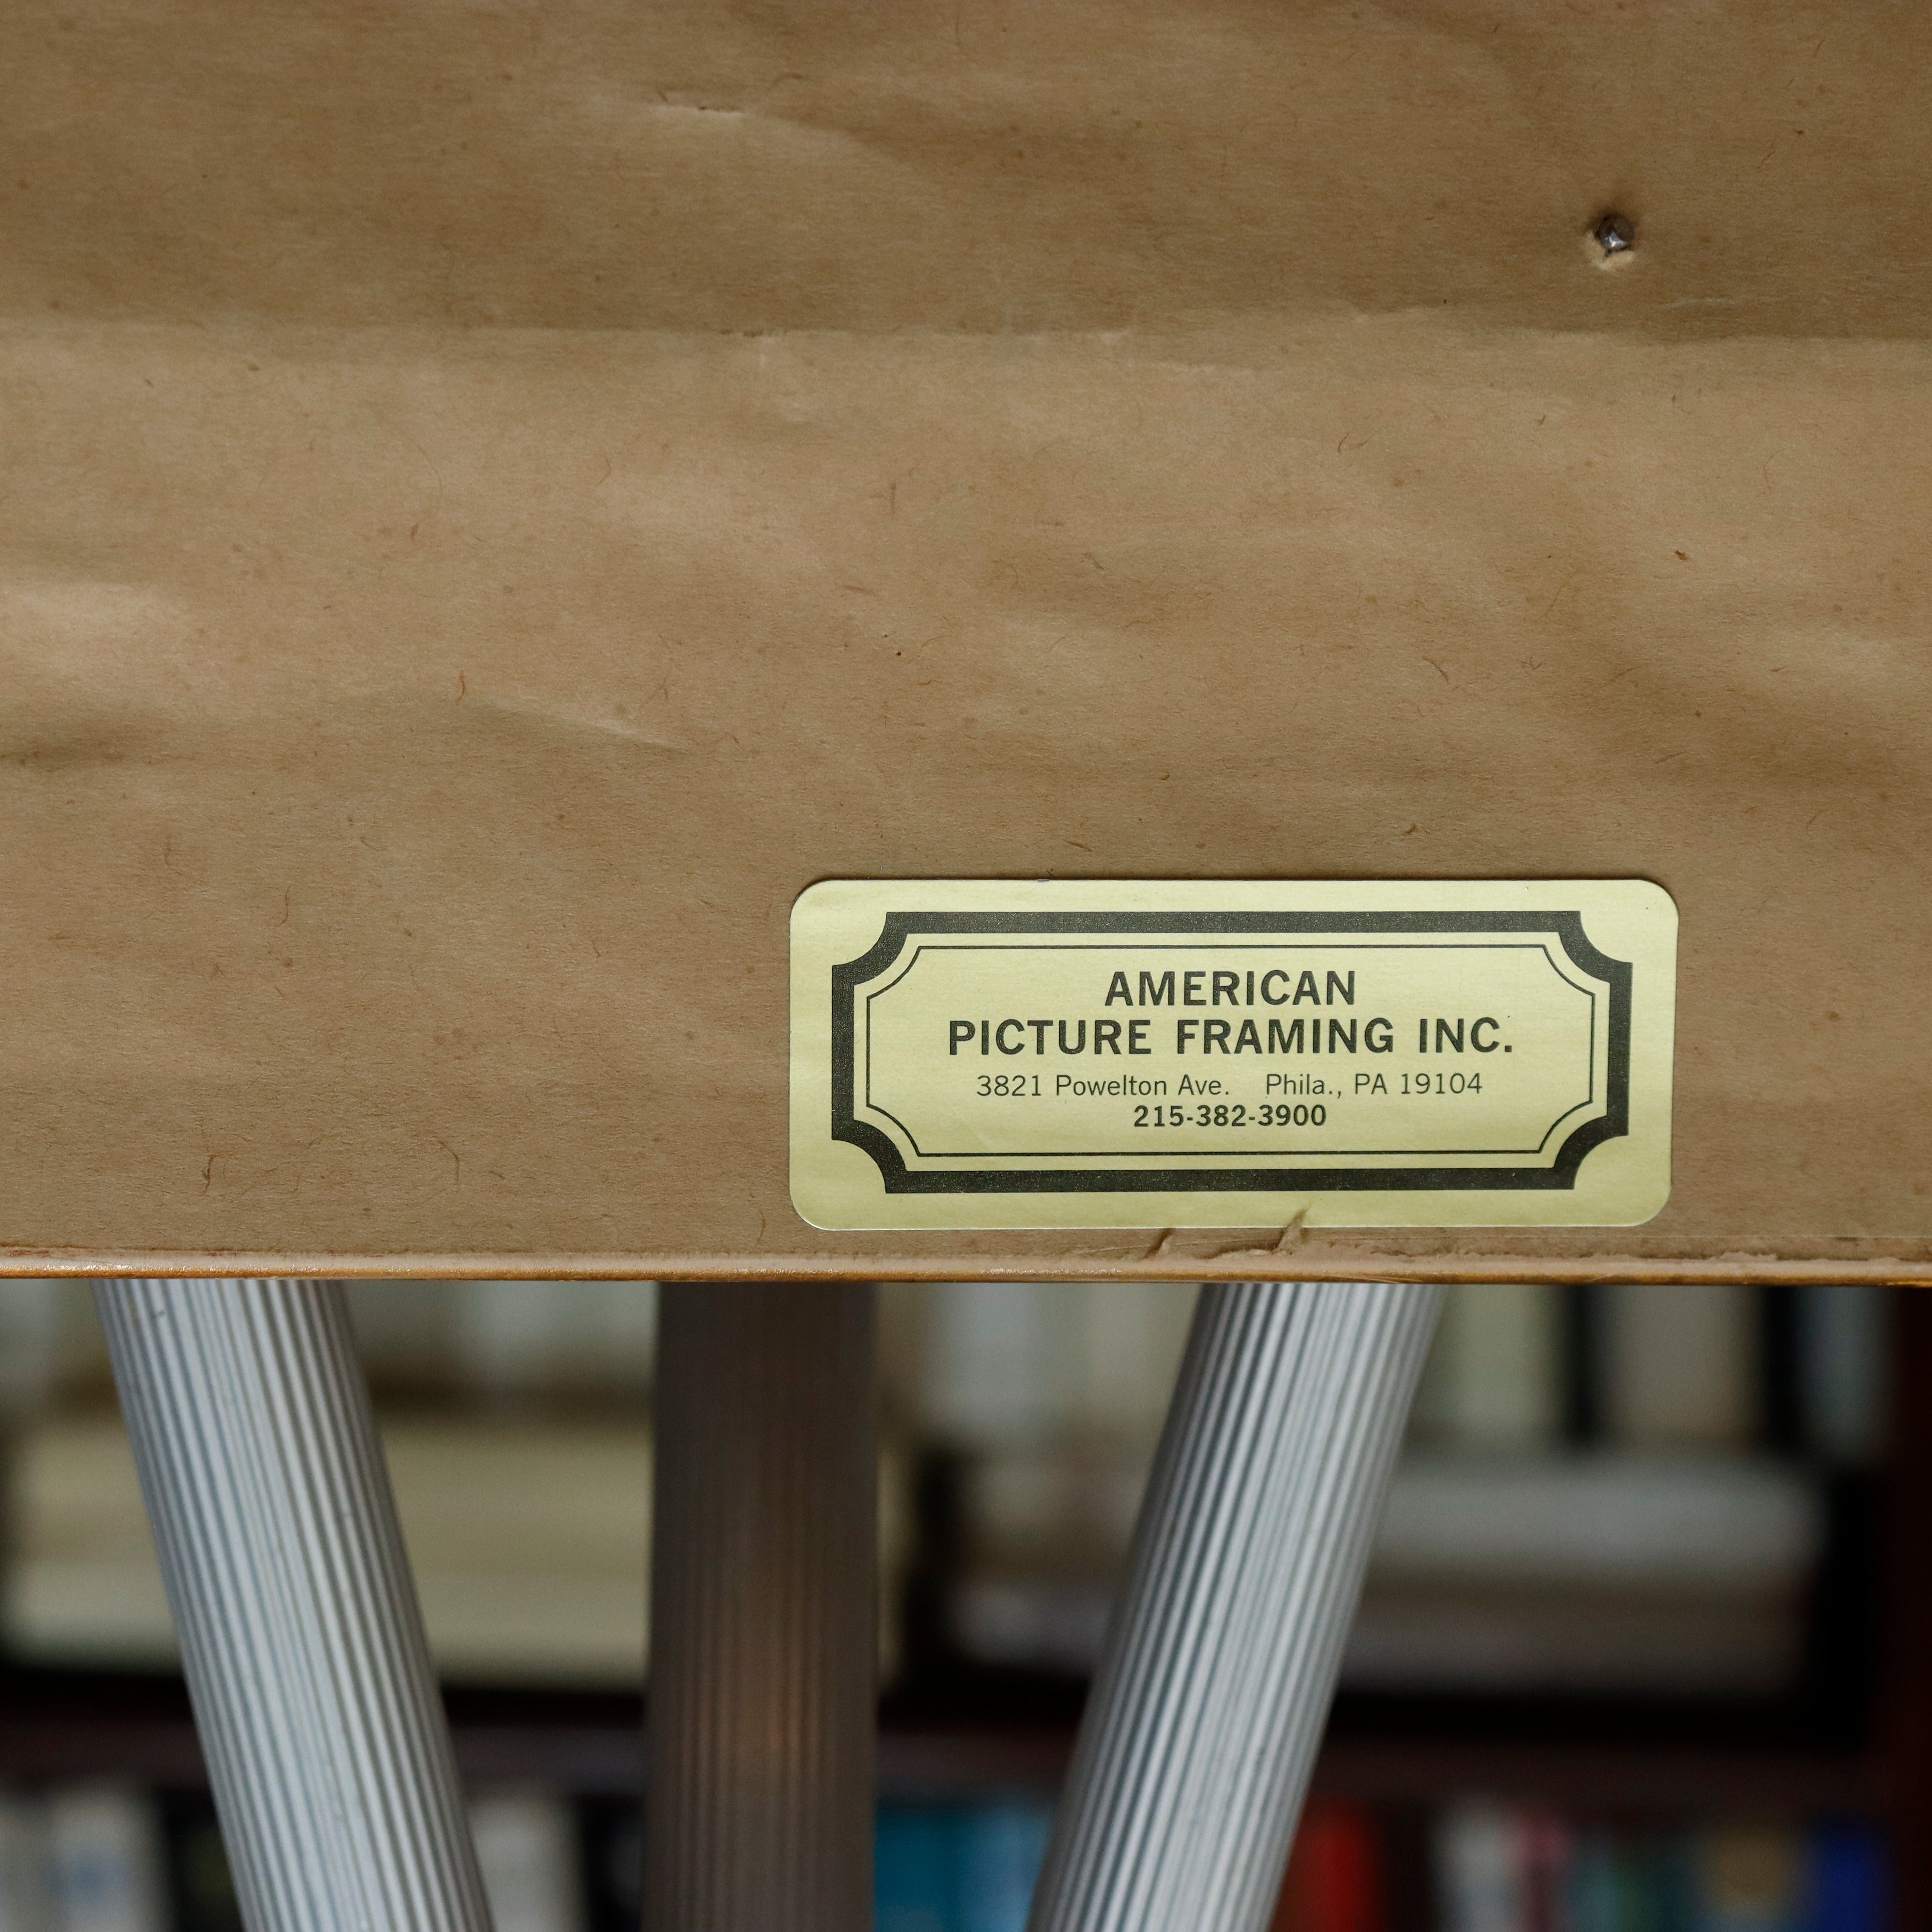 AMERICAN
PICTURE FRAMING INC.
3821 Powelton Ave. Phila., PA 19104
215-382-3900